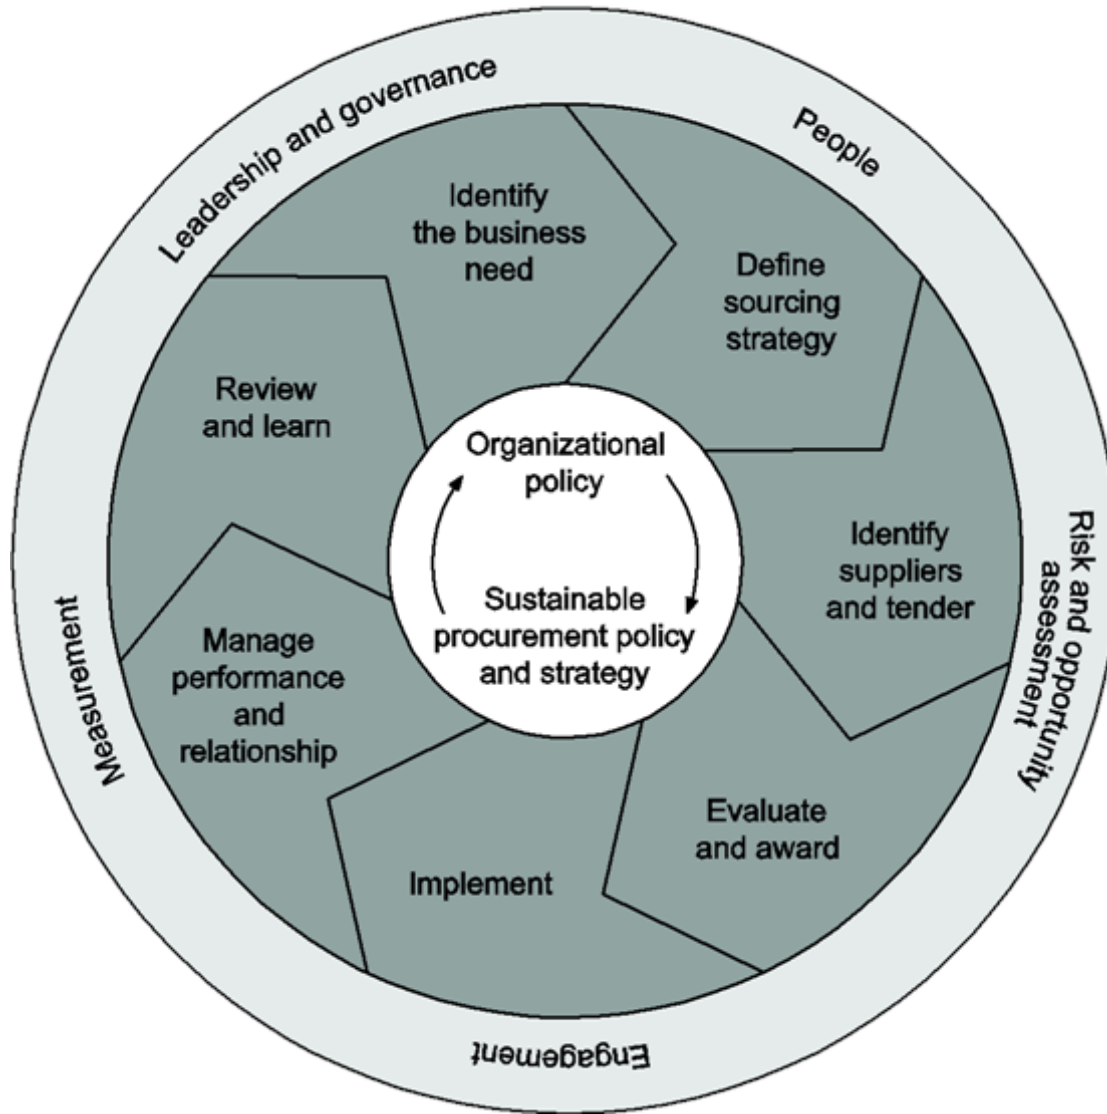 Leadership and governance
People
Risk and opportunity
assessment
Engagement
Measurement
Identify
the business
need
Define
sourcing
strategy
Identify
suppliers
and tender
Evaluate
and award
Implement
Manage
performance
and
relationship
Review
and learn
Organizational
policy
Sustainable
procurement policy
and strategy